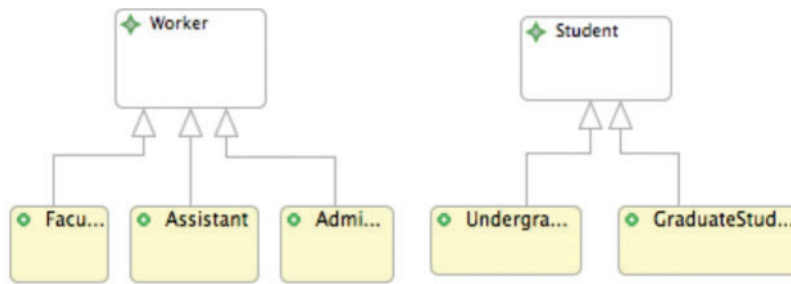 Worker
Student
Facu...
Assistant
Admi...
Undergra...
GraduateStud...